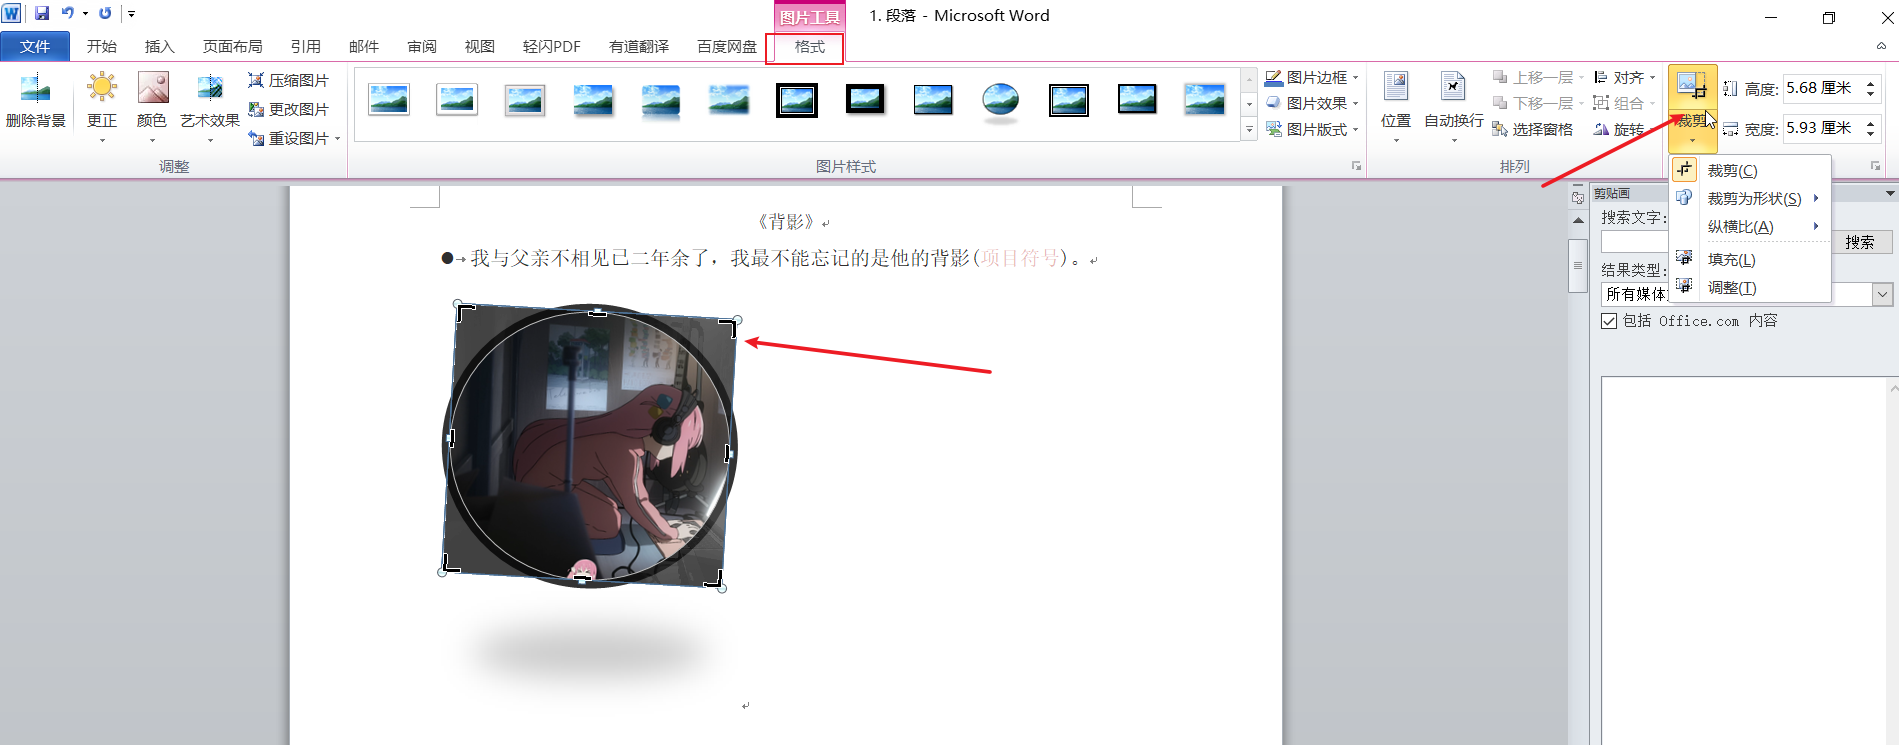 图片工具
1. 段落 - Microsoft Word
文件 开始 插入 页面布局 引用 邮件 审阅 视图 轻闪PDF 有道翻译 百度网盘 格式
删除背景
更正
颜色
艺术效果
压缩图片
更改图片
重设图片
调整
图片样式
图片边框
图片效果
图片版式
位置
自动换行
上移一层
下移一层
选择窗格
对齐
组合
旋转
排列
裁剪
高度: 5.68 厘米
宽度: 5.93 厘米
裁剪(C)
裁剪为形状(S)
纵横比(A)
填充(L)
调整(T)
剪贴画
搜索文字:
搜索
结果类型:
所有媒体
包括 Office.com 内容
《背影》
我与父亲不相见已二年余了，我最不能忘记的是他的背影(项目符号)。